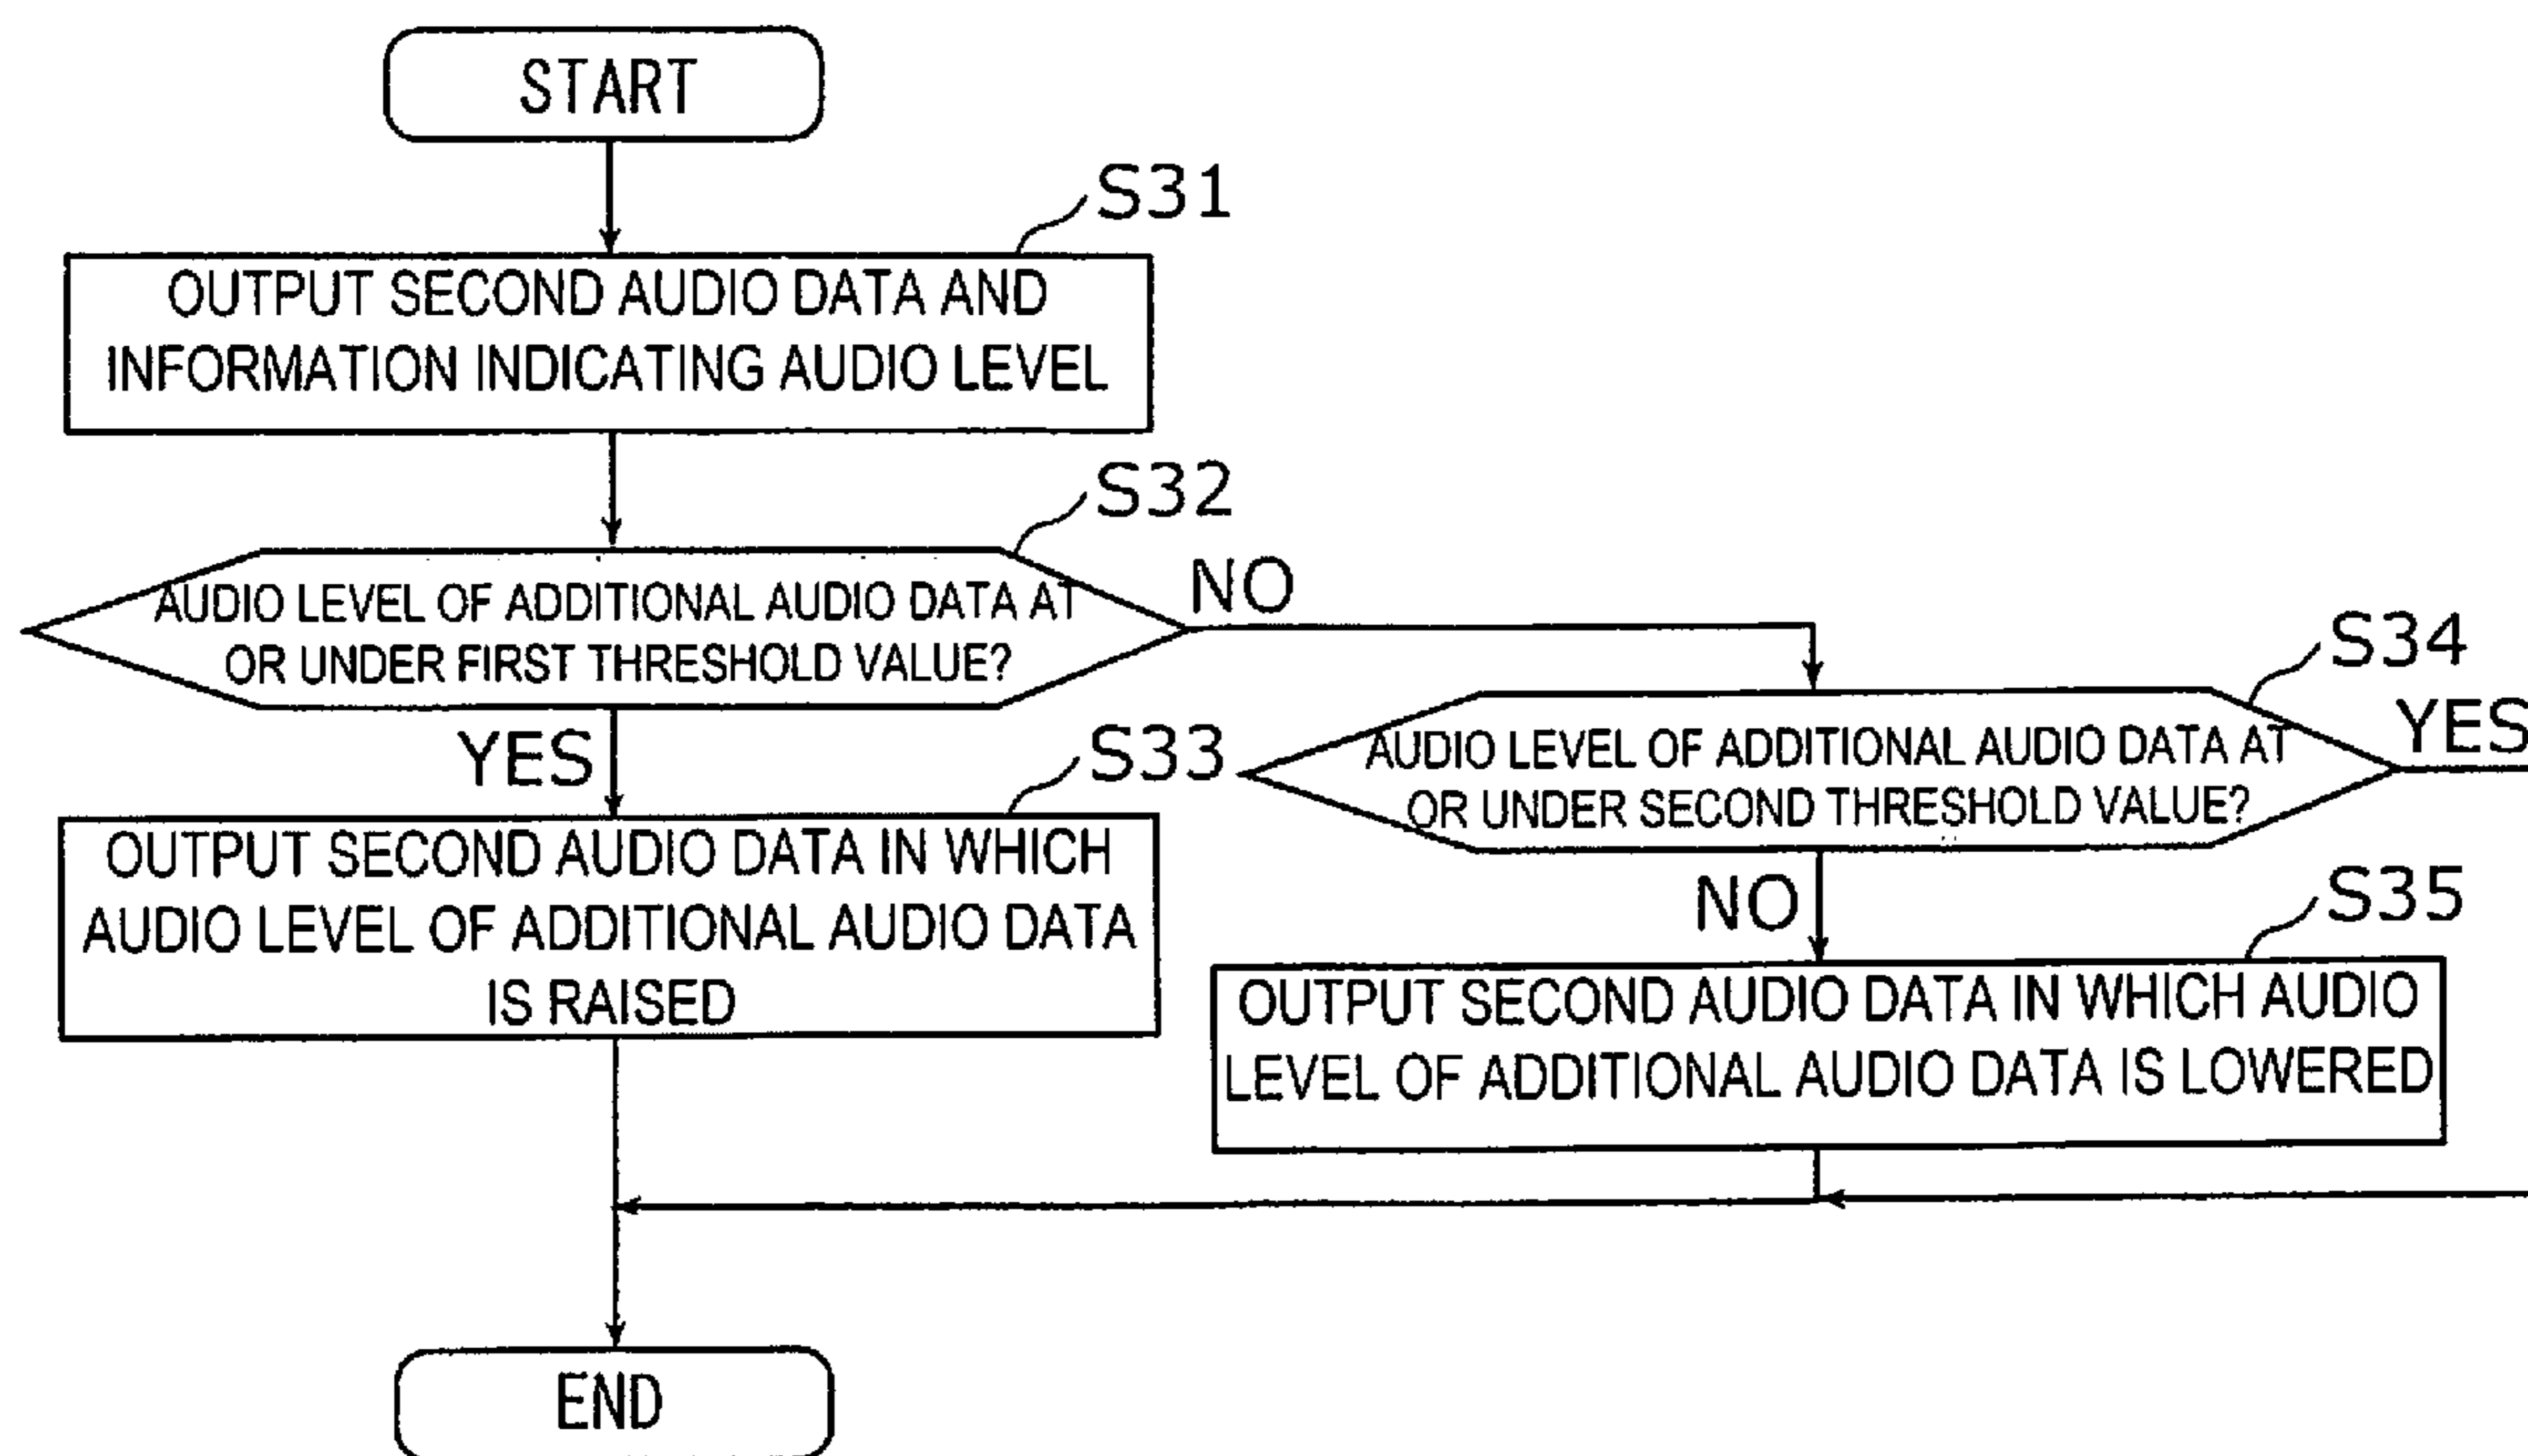 START
S31
OUTPUT SECOND AUDIO DATA AND
INFORMATION INDICATING AUDIO LEVEL
S32
AUDIO LEVEL OF ADDITIONAL AUDIO DATA AT
OR UNDER FIRST THRESHOLD VALUE?
NO
YES
S33
OUTPUT SECOND AUDIO DATA IN WHICH
AUDIO LEVEL OF ADDITIONAL AUDIO DATA
IS RAISED
S34
AUDIO LEVEL OF ADDITIONAL AUDIO DATA AT
OR UNDER SECOND THRESHOLD VALUE?
YES
NO
S35
OUTPUT SECOND AUDIO DATA IN WHICH AUDIO
LEVEL OF ADDITIONAL AUDIO DATA IS LOWERED
END